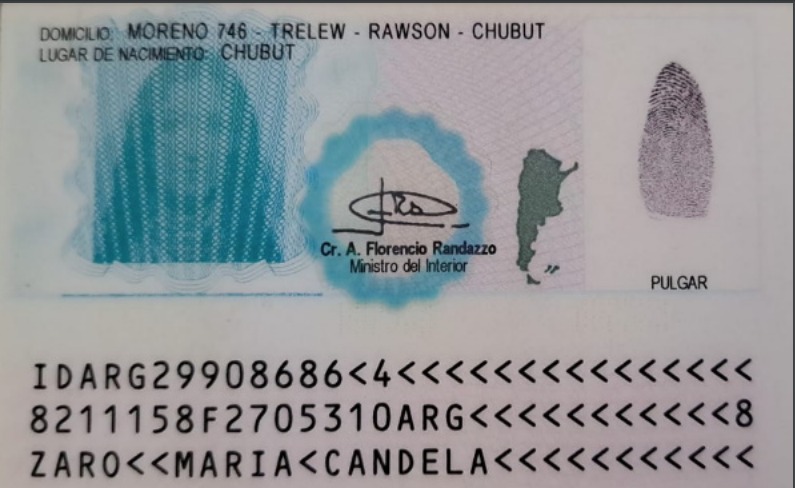 DOMICILIO: MORENO 746 - TRELEW - RAWSON - CHUBUT
LUGAR DE NACIMIENTO: CHUBUT
Cr. A. Florencio Randazzo
Ministro del Interior
PULGAR
IDARG29908686<4<<<<<<<<<<<<<<<
8211158F2705310ARG<<<<<<<<<<<8
ZARO<<MARIA<CANDELA<<<<<<<<<<<